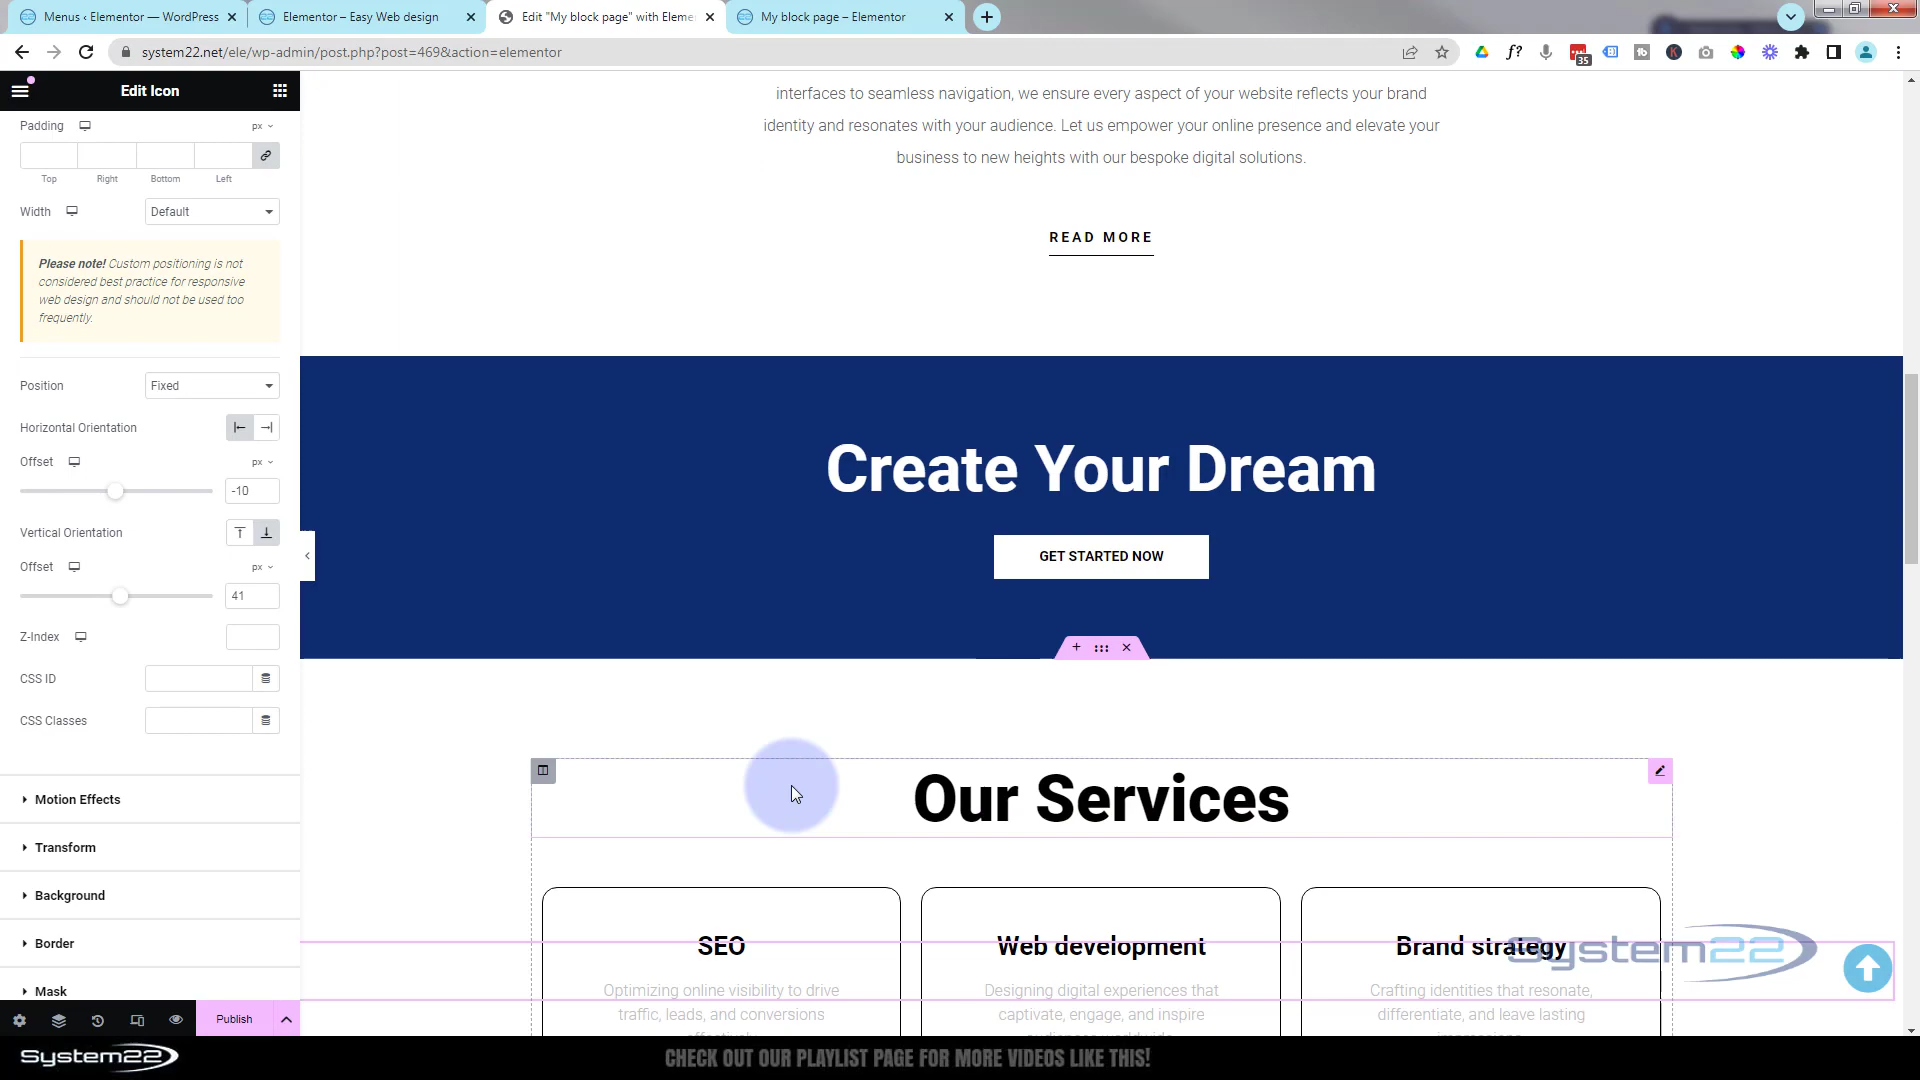 Elementor — WordPress
Elementor – Easy Web design
Edit "My block page" with Eleme
My block page – Elementor
system22.net/ele/wp-admin/post.php?post=469&action=elementor
f?
35
tb
K
Edit Icon
Padding
px
Top Right Bottom Left
Width
Default
Please note! Custom positioning is not
considered best practice for responsive
web design and should not be used too
frequently.
Position
Fixed
Horizontal Orientation
Offset
px
-10
Vertical Orientation
Offset
px
41
Z-Index
CSS ID
CSS Classes
Motion Effects
Transform
Background
Border
Mask
Publish
interfaces to seamless navigation, we ensure every aspect of your website reflects your brand
identity and resonates with your audience. Let us empower your online presence and elevate your
business to new heights with our bespoke digital solutions.
READ MORE
Create Your Dream
GET STARTED NOW
Our Services
SEO
Optimizing online visibility to drive
traffic, leads, and conversions
Web development
Designing digital experiences that
captivate, engage, and inspire
Brand strategy
Crafting identities that resonate,
differentiate, and leave lasting
System22
System22
CHECK OUT OUR PLAYLIST PAGE FOR MORE VIDEOS LIKE THIS!